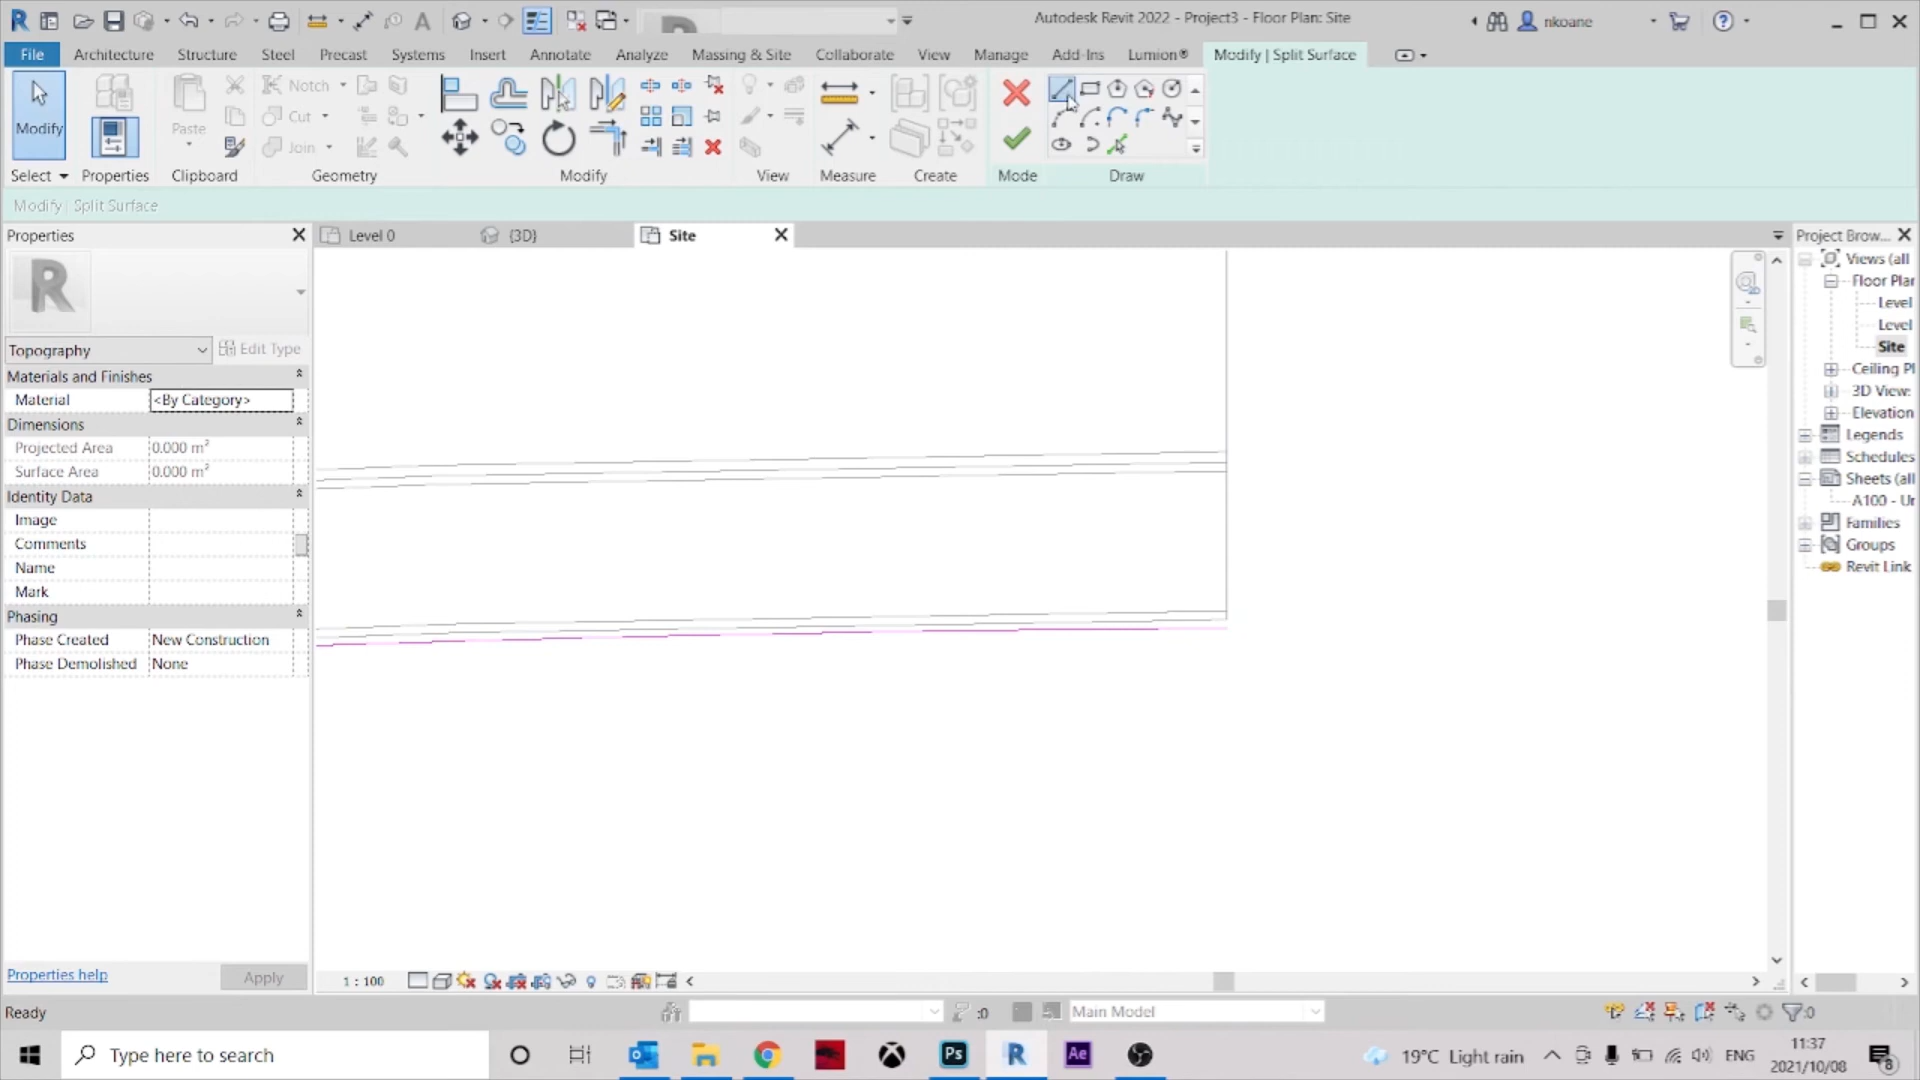 Autodesk Revit 2022 - Project3 - Floor Plan: Site
nkoane
File Architecture Structure Steel Precast Systems Insert Annotate Analyze Massing & Site Collaborate View Manage Add-Ins Lumion® Modify | Split Surface
Modify
Paste
Notch
Cut
Join
Select Properties Clipboard Geometry Modify View Measure Create Mode Draw
Modify | Split Surface
Properties
Level 0
{3D}
Site
Project Brow...
Topography
Edit Type
Materials and Finishes
Material <By Category>
Dimensions
Projected Area 0.000 m²
Surface Area 0.000 m²
Identity Data
Image
Comments
Name
Mark
Phasing
Phase Created New Construction
Phase Demolished None
Views (all
Floor Plar
Level
Level
Site
Ceiling Pl
3D View:
Elevation
Legends
Schedules
Sheets (all
A100 - Ur
Families
Groups
Revit Link
Properties help
Apply
1 : 100
Ready
:0
Main Model
:0
Type here to search
Ps
Ae
19°C Light rain
ENG
11:37
2021/10/08
8